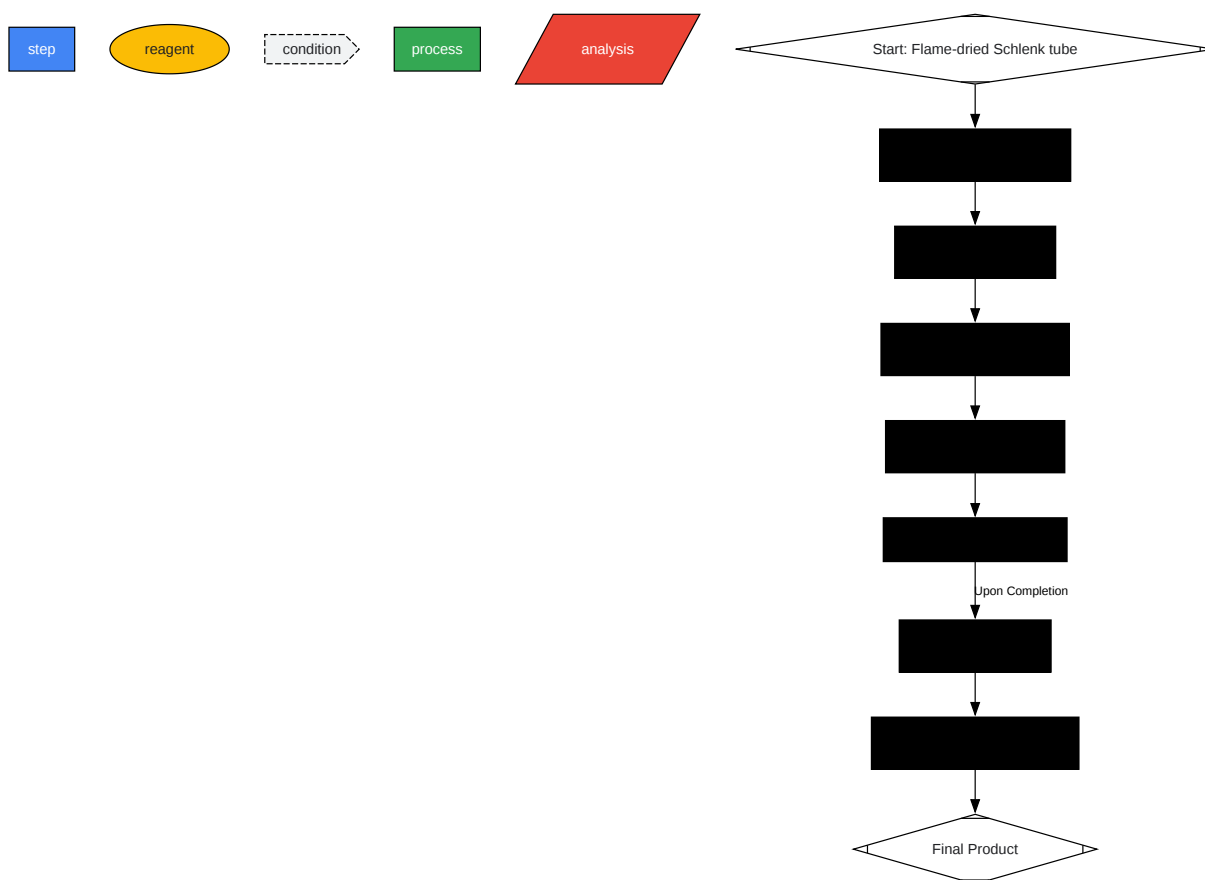 step
reagent
condition
process
analysis
Start: Flame-dried Schlenk tube
Upon Completion
Final Product